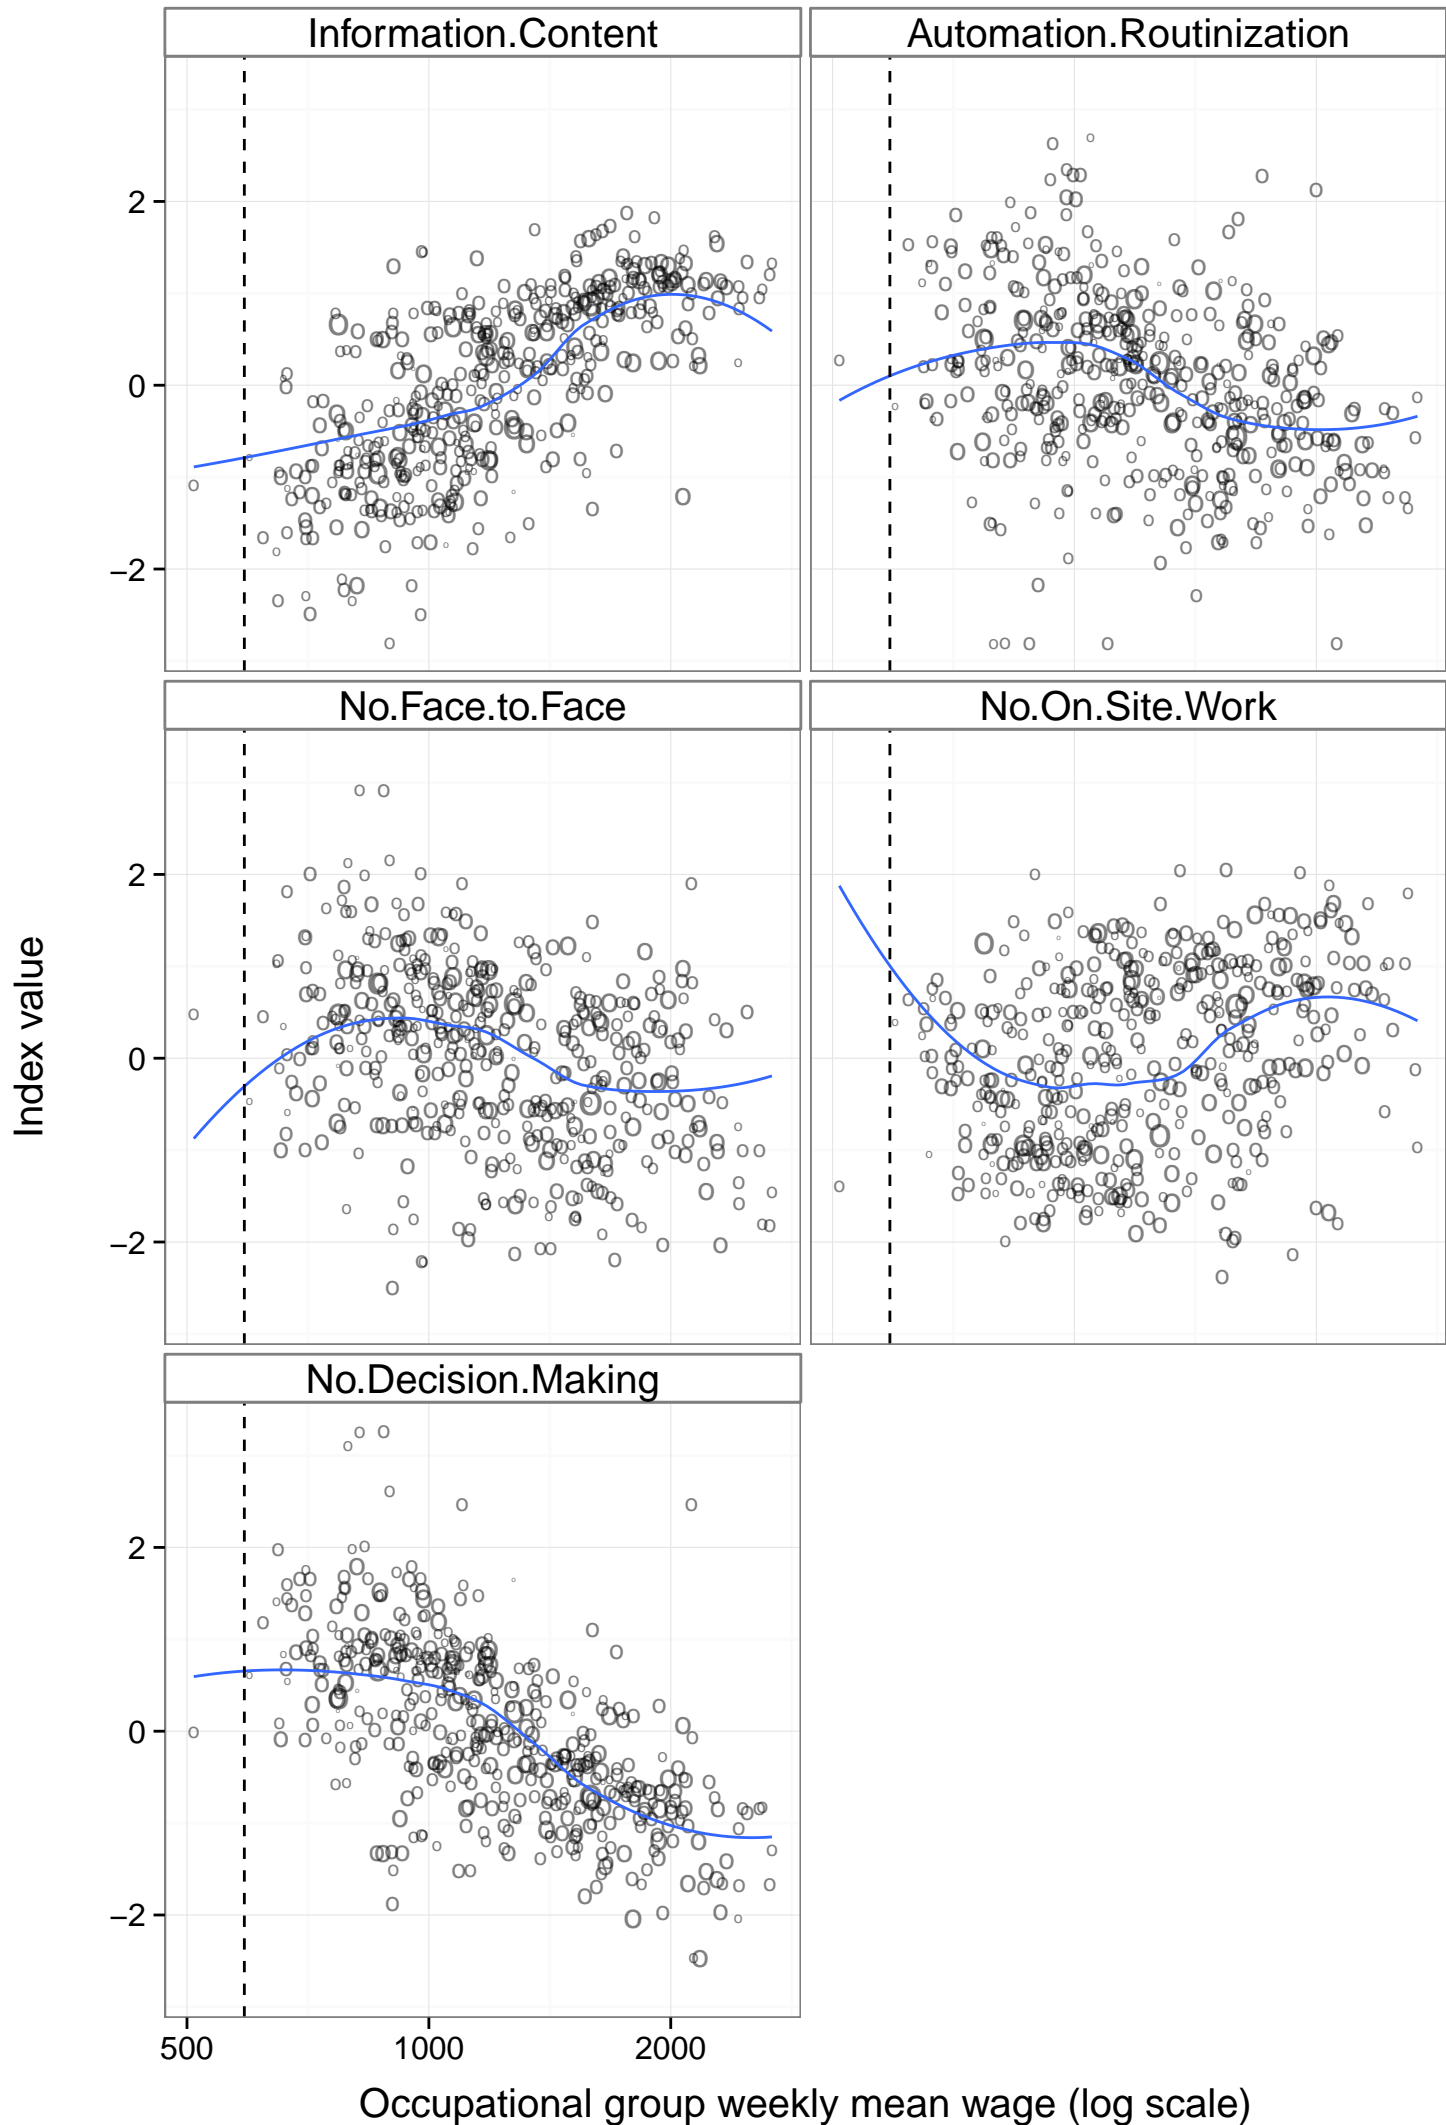 Information.Content
Automation.Routinization
2
0
−2
No.Face.to.Face
No.On.Site.Work
2
0
−2
Index value
No.Decision.Making
2
0
−2
500 1000 2000
Occupational group weekly mean wage (log scale)